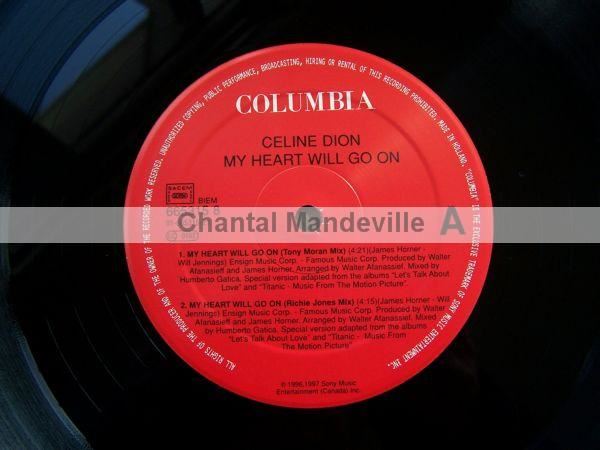 UNAUTHORIZED COPYING, PUBLIC PERFORMANCE, BROADCASTING, HIRING OR RENTAL OF THIS RECORDING PROHIBITED. MADE IN HOLLAND. "COLUMBIA" IS THE EXCLUSIVE TRADEMARK OF SONY MUSIC ENTERTAINMENT INC.,
ALL RIGHTS OF THE PRODUCER AND OF THE OWNER OF THE RECORDED WORK RESERVED.
COLUMBIA
CELINE DION
MY HEART WILL GO ON
SACEM
BIEM
665315 8
Chantal Mandeville
A
1. MY HEART WILL GO ON (Tony Moran Mix) (4:21)(James Horner -
Will Jennings) Ensign Music Corp. - Famous Music Corp. Produced by Walter
Afanasieff and James Horner, Arranged by Walter Afanassief. Mixed by
Humberto Gatica. Special version adapted from the albums "Let's Talk About
Love" and "Titanic - Music From The Motion Picture".
2. MY HEART WILL GO ON (Richie Jones Mix) (4:15)(James Horner - Will
Jennings) Ensign Music Corp. - Famous Music Corp. Produced by Walter
Afanasieff and James Horner. Arranged by Walter Afanassief. Mixed
by Humberto Gatica. Special version adapted from the albums
"Let's Talk About Love" and "Titanic - Music From
The Motion Picture"
℗ 1996,1997 Sony Music
Entertainment (Canada) Inc.